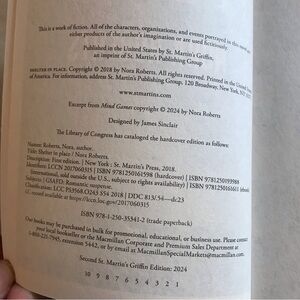 This is a work of fiction. All of the characters, organizations, and events portrayed in this novel are
either products of the author's imagination or are used fictitiously.
Published in the United States by St. Martin's Griffin,
an imprint of St. Martin's Publishing Group
SHELTER IN PLACE. Copyright © 2018 by Nora Roberts. All rights reserved. Printed in the United States
of America. For information, address St. Martin's Publishing Group, 120 Broadway, New York, NY
www.stmartins.com
Excerpt from Mind Games copyright © 2024 by Nora Roberts
Designed by James Sinclair
The Library of Congress has cataloged the hardcover edition as follows:
Names: Roberts, Nora, author.
Title: Shelter in place / Nora Roberts.
Description: First edition. / New York : St. Martin's Press, 2018.
Identifiers: LCCN 2017060315 | ISBN 9781250161598 (hardcover) | ISBN
(international, sold outside the U.S., subject to rights availability) | ISBN 9781250161611 (ebook)
Subjects: | GSAFD: Romantic suspense.
Classification: LCC PS3568.O243 S54 2018 | DDC 813/.54—dc23
LC record available at https://lccn.loc.gov/2017060315
ISBN 978-1-250-35341-2 (trade paperback)
Our books may be purchased in bulk for promotional, educational, or business use. Please contact
your local bookseller or the Macmillan Corporate and Premium Sales Department at
1-800-221-7945, extension 5442, or by email at MacmillanSpecialMarkets@macmillan.com.
Second St. Martin's Griffin Edition: 2024
10 9 8 7 6 5 4 3 2 1